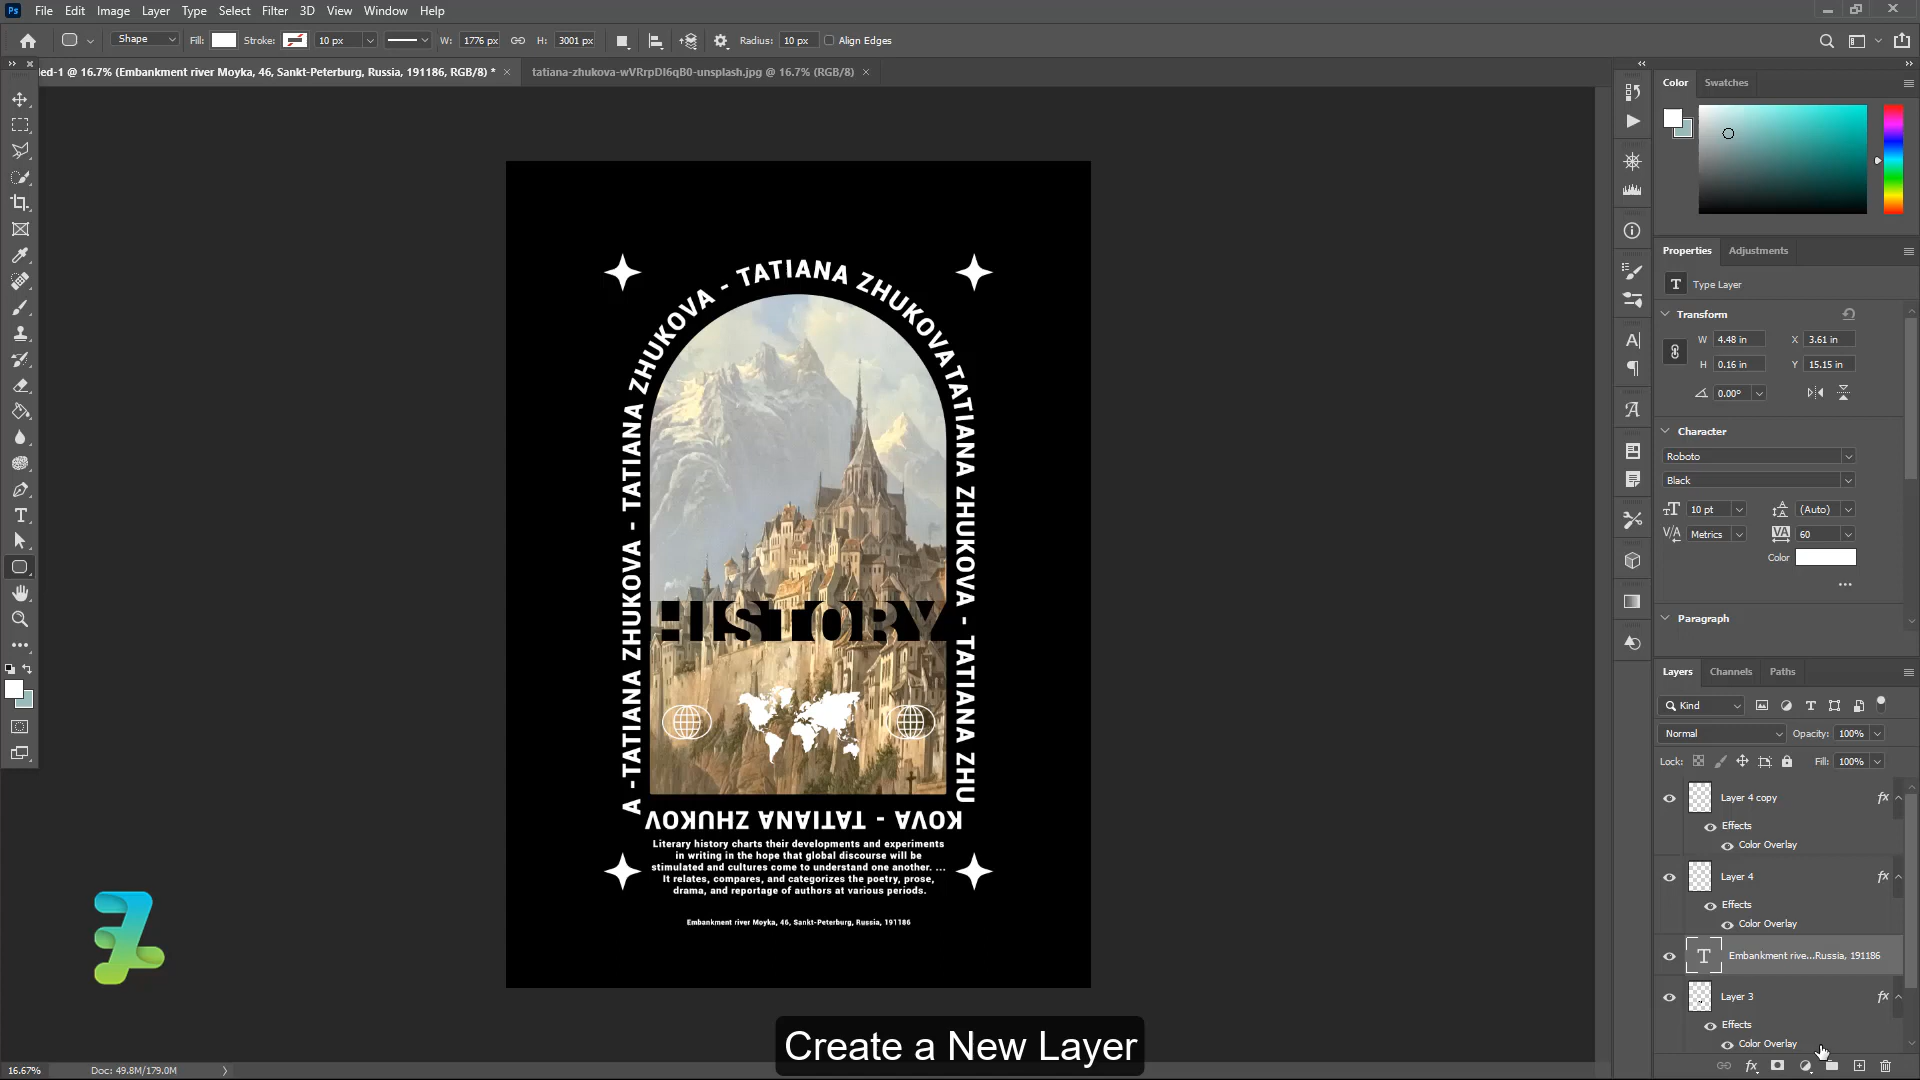 Ps File Edit Image Layer Type Select Filter 3D View Window Help
Shape Fill: Stroke: 10 px W: 1776 px H: 3001 px Radius: 10 px Align Edges
led-1 @ 16.7% (Embankment river Moyka, 46, Sankt-Peterburg, Russia, 191186, RGB/8) *
tatiana-zhukova-wVRrpDI6qB0-unsplash.jpg @ 16.7% (RGB/8)
Color Swatches
Properties Adjustments
T Type Layer
Transform
W 4.48 in X 3.61 in
H 0.16 in Y 15.15 in
0.00°
Character
Roboto
Black
10 pt (Auto)
Metrics 60
Color
Paragraph
Layers Channels Paths
Kind
Normal Opacity: 100%
Lock: Fill: 100%
Layer 4 copy fx
Effects
Color Overlay
Layer 4 fx
Effects
Color Overlay
T Embankment rive...Russia, 191186
Layer 3 fx
Effects
Color Overlay
A -TATIANA ZHUKOVA - TATIANA ZHUKOVA - TATIANA ZHUKOVATATIANA ZHUKOVA - TATIANA ZHU
KOVA - TATIANA ZHUKOV
HISTORY
Literary history charts their developments and experiments
in writing in the hope that global discourse will be
stimulated and cultures come to understand one another. ...
It relates, compares, and categorizes the poetry, prose,
drama, and reportage of authors at various periods.
Embankment river Moyka, 46, Sankt-Peterburg, Russia, 191186
Create a New Layer
16.67% Doc: 49.8M/179.0M